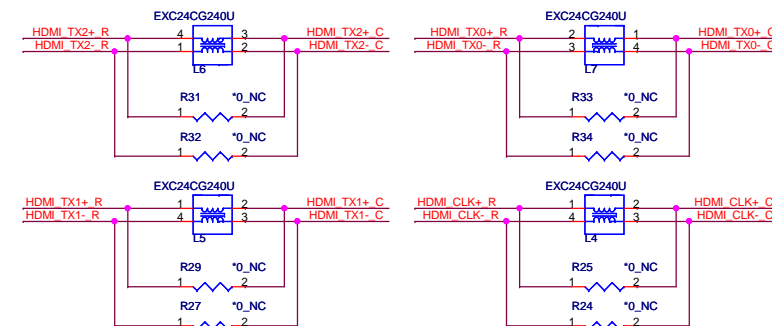 EXC24CG240U EXC24CG240U
HDMI_TX2+_R 4 3 HDMI_TX2+_C HDMI_TX0+_R 2 1 HDMI_TX0+_C
HDMI_TX2-_R 1 2 HDMI_TX2-_C HDMI_TX0-_R 3 4 HDMI_TX0-_C
L6 L7
R31 *0_NC R33 *0_NC
1 2 1 2
R32 *0_NC R34 *0_NC
1 2 1 2
EXC24CG240U EXC24CG240U
HDMI_TX1+_R 1 2 HDMI_TX1+_C HDMI_CLK+_R 1 2 HDMI_CLK+_C
HDMI_TX1-_R 4 3 HDMI_TX1-_C HDMI_CLK-_R 4 3 HDMI_CLK-_C
L5 L4
R29 *0_NC R25 *0_NC
1 2 1 2
R27 *0_NC R24 *0_NC
1 2 1 2